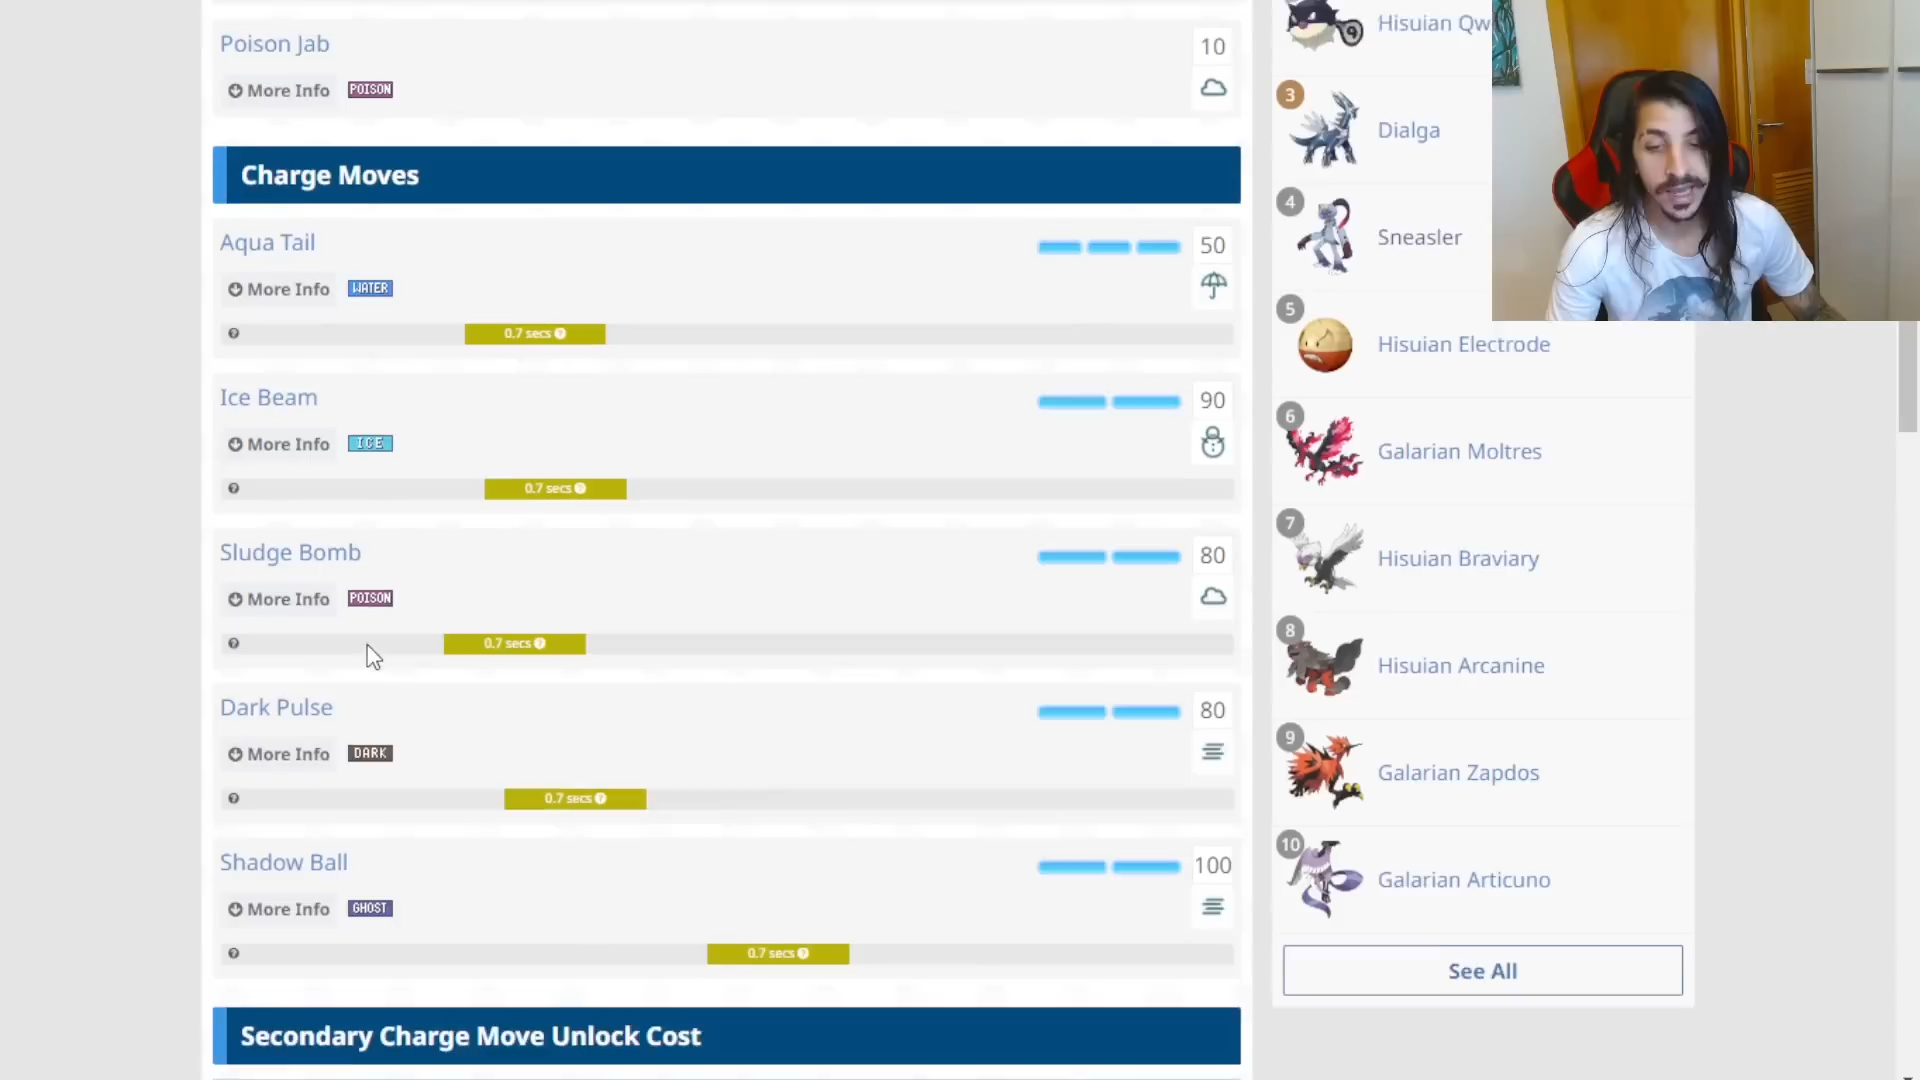 Poison Jab
10
More Info
POISON
Charge Moves
Aqua Tail
50
More Info
WATER
0.7 secs
Ice Beam
90
More Info
ICE
0.7 secs
Sludge Bomb
80
More Info
POISON
0.7 secs
Dark Pulse
80
More Info
DARK
0.7 secs
Shadow Ball
100
More Info
GHOST
0.7 secs
Secondary Charge Move Unlock Cost
Hisuian Qw
3
Dialga
4
Sneasler
5
Hisuian Electrode
6
Galarian Moltres
7
Hisuian Braviary
8
Hisuian Arcanine
9
Galarian Zapdos
10
Galarian Articuno
See All